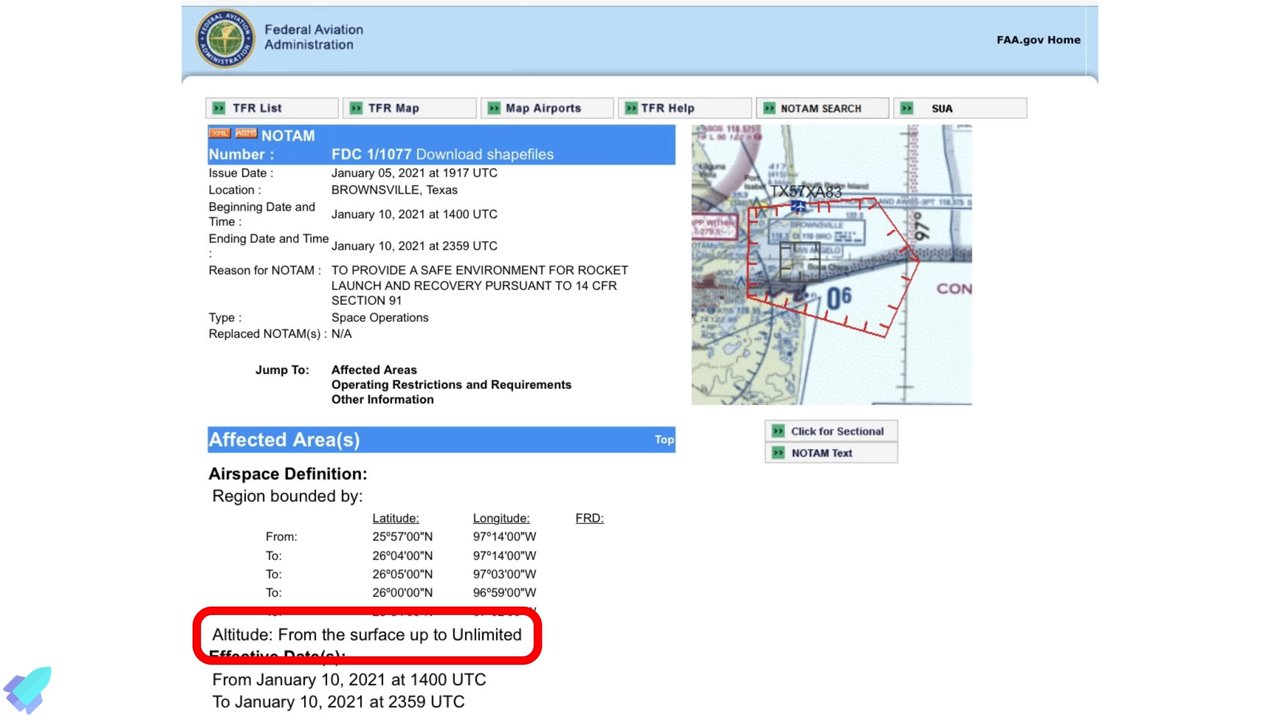 Federal Aviation
Administration
FAA.gov Home
TFR List
TFR Map
Map Airports
TFR Help
NOTAM SEARCH
SUA
XML NOTAM
Number : FDC 1/1077 Download shapefiles
Issue Date : January 05, 2021 at 1917 UTC
Location : BROWNSVILLE, Texas
Beginning Date and
Time : January 10, 2021 at 1400 UTC
Ending Date and Time
: January 10, 2021 at 2359 UTC
Reason for NOTAM : TO PROVIDE A SAFE ENVIRONMENT FOR ROCKET
LAUNCH AND RECOVERY PURSUANT TO 14 CFR
SECTION 91
Type : Space Operations
Replaced NOTAM(s) : N/A
Jump To: Affected Areas
Operating Restrictions and Requirements
Other Information
TX57XA83
BROWNSVILLE
97°
06
CON
Click for Sectional
NOTAM Text
Affected Area(s) Top
Airspace Definition:
Region bounded by:
Latitude: Longitude: FRD:
From: 25º57'00"N 97º14'00"W
To: 26º04'00"N 97º14'00"W
To: 26º05'00"N 97º03'00"W
To: 26º00'00"N 96º59'00"W
Altitude: From the surface up to Unlimited
Effective Date(s):
From January 10, 2021 at 1400 UTC
To January 10, 2021 at 2359 UTC